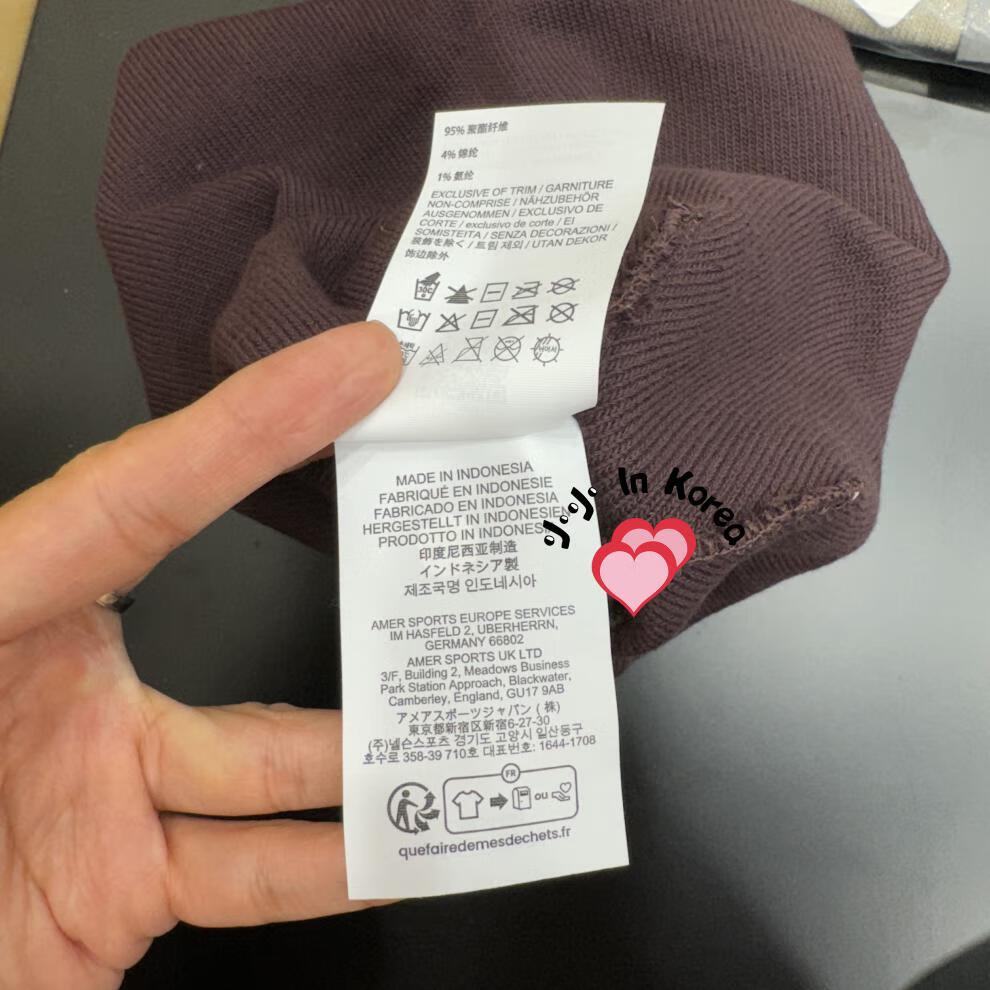 95% 聚酯纤维
4% 锦纶
1% 氨纶
EXCLUSIVE OF TRIM / GARNITURE
NON-COMPRISE / NÄHZUBEHÖR
AUSGENOMMEN / EXCLUSIVO DE
CORTE / exclusivo de corte / EI
SOMISTEITA / SENZA DECORAZIONI /
装飾を除く / 트림 제외 / UTAN DEKOR
饰边除外
30C
MADE IN INDONESIA
FABRIQUÉ EN INDONESIE
FABRICADO EN INDONESIA
HERGESTELLT IN INDONESIEN
PRODOTTO IN INDONES
印度尼西亚制造
インドネシア製
제조국명 인도네시아
AMER SPORTS EUROPE SERVICES
IM HASFELD 2, UBERHERRN,
GERMANY 66802
AMER SPORTS UK LTD
3/F, Building 2, Meadows Business
Park Station Approach, Blackwater,
Camberley, England, GU17 9AB
アメアスポーツジャパン (株)
東京都新宿区新宿6-27-30
(주)넬슨스포츠 경기도 고양시 일산동구
호수로 358-39 710호 대표번호: 1644-1708
FR
ou
quefairedemesdechets.fr
In Korea